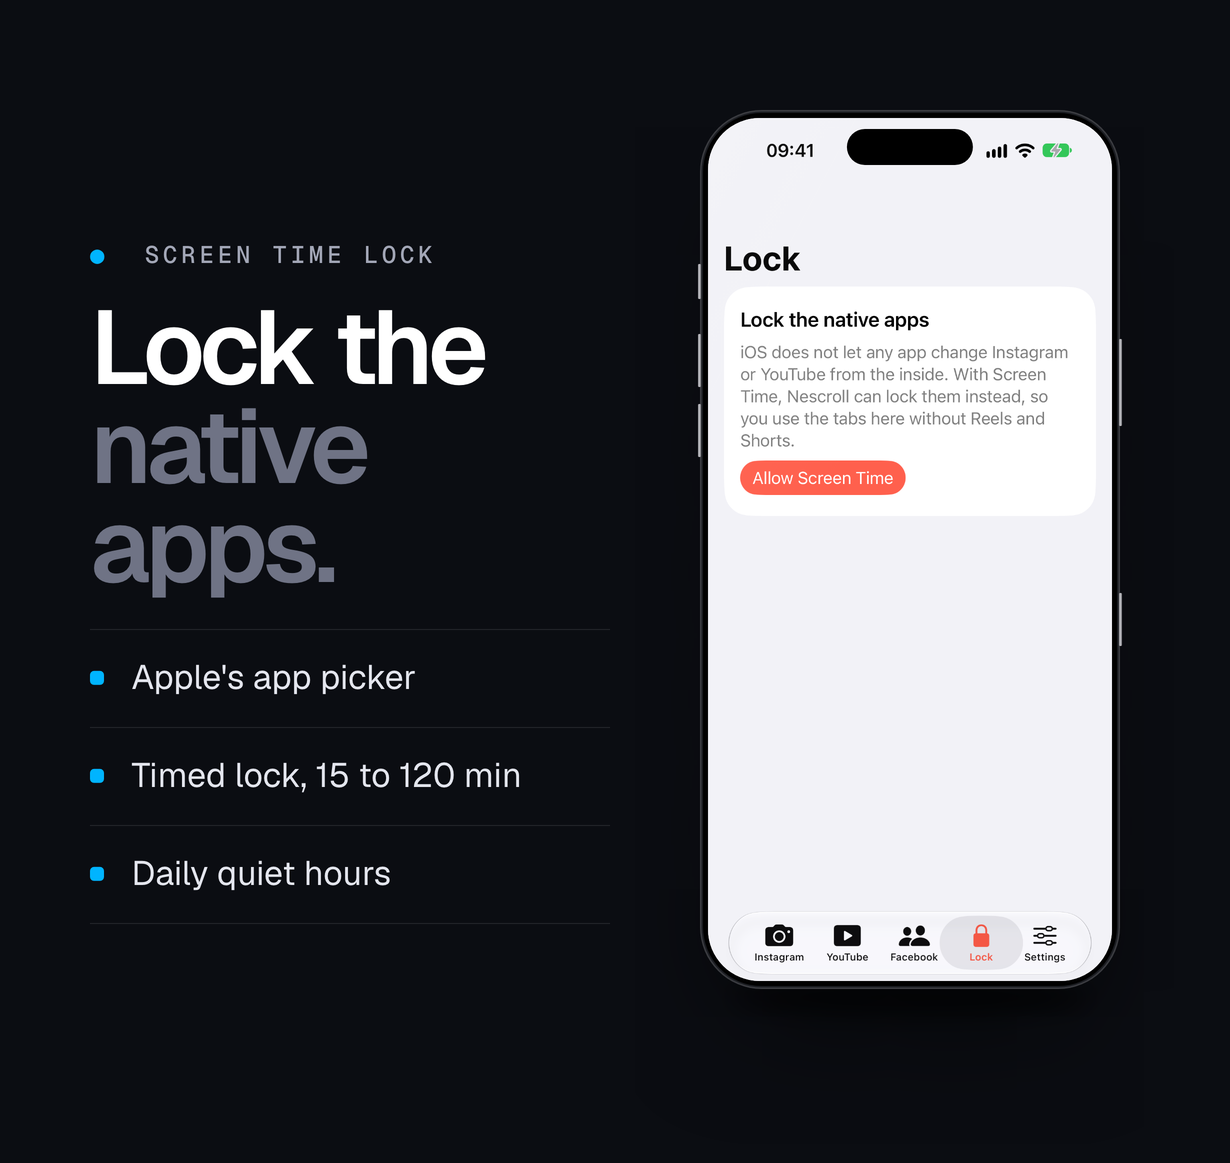 SCREEN TIME LOCK
Lock the
native
apps.
Apple's app picker
Timed lock, 15 to 120 min
Daily quiet hours
09:41
Lock
Lock the native apps
iOS does not let any app change Instagram
or YouTube from the inside. With Screen
Time, Nescroll can lock them instead, so
you use the tabs here without Reels and
Shorts.
Allow Screen Time
Instagram YouTube Facebook Lock Settings